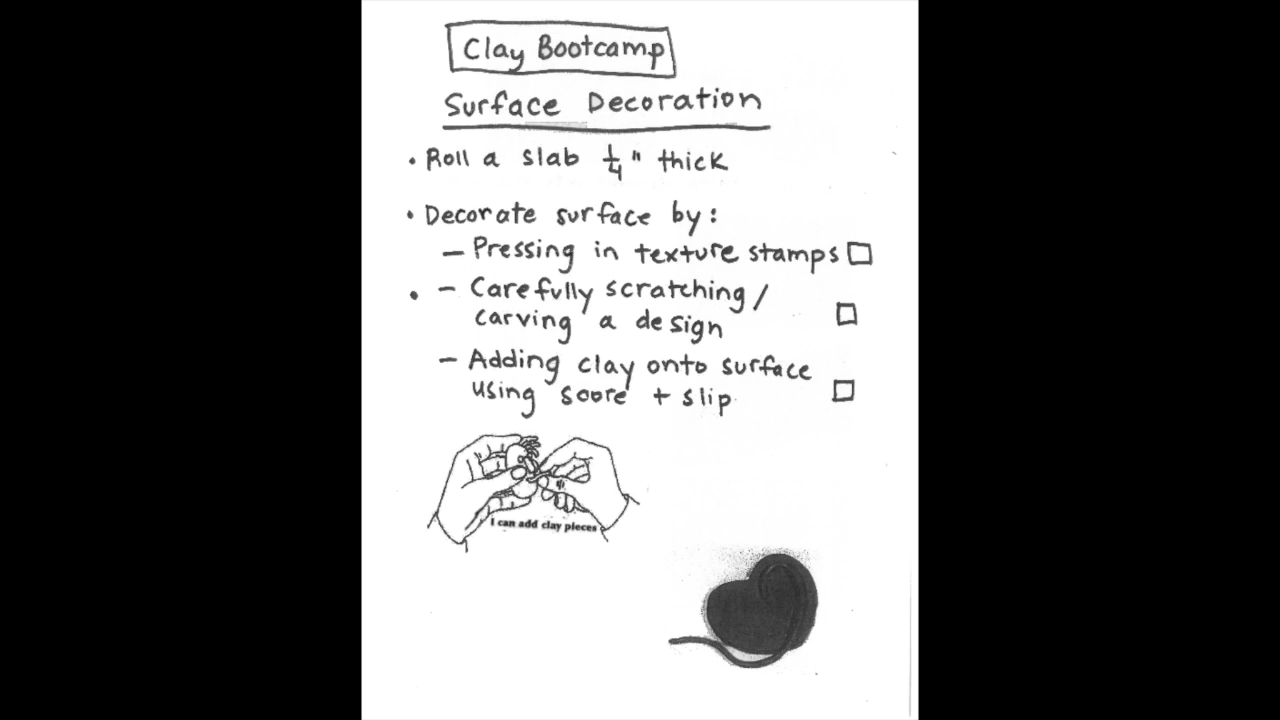 Clay Bootcamp
Surface Decoration
• Roll a slab 1/4" thick
• Decorate surface by:
– Pressing in texture stamps □
• – Carefully scratching/
carving a design □
– Adding clay onto surface
using score + slip □
I can add clay pieces